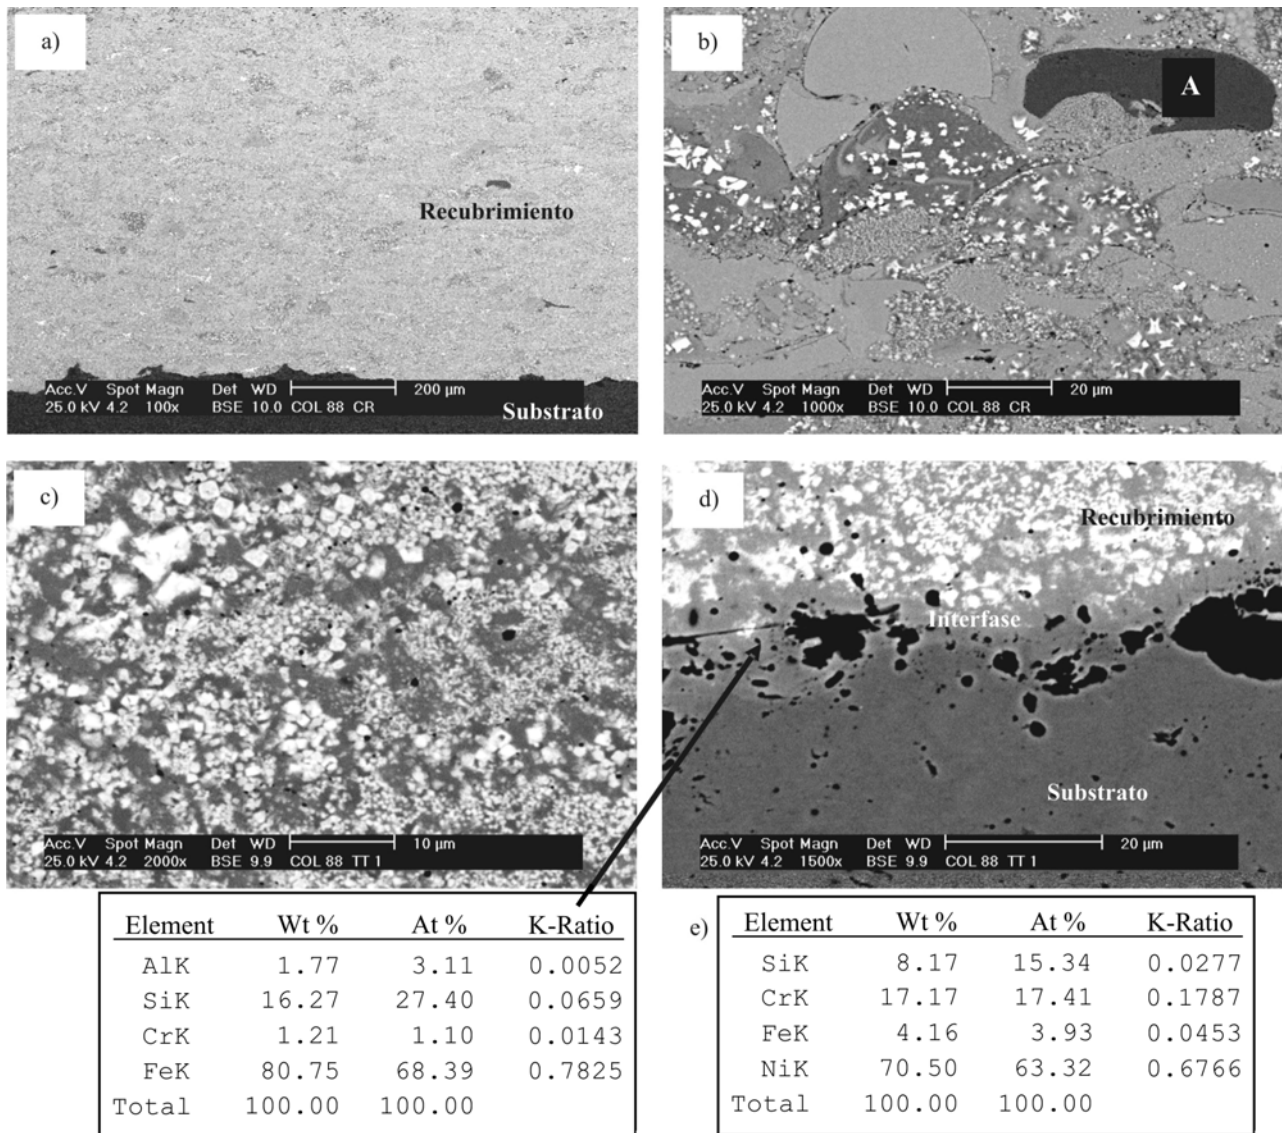 a)
Recubrimiento
Acc.V Spot Magn Det WD 200 µm
25.0 kV 4.2 100x BSE 10.0 COL 88 CR
Substrato
b)
A
Acc.V Spot Magn Det WD 20 µm
25.0 kV 4.2 1000x BSE 10.0 COL 88 CR
c)
Acc.V Spot Magn Det WD 10 µm
25.0 kV 4.2 2000x BSE 9.9 COL 88 TT 1
d)
Recubrimiento
Interfase
Substrato
Acc.V Spot Magn Det WD 20 µm
25.0 kV 4.2 1500x BSE 9.9 COL 88 TT 1
Element Wt % At % K-Ratio
AlK 1.77 3.11 0.0052
SiK 16.27 27.40 0.0659
CrK 1.21 1.10 0.0143
FeK 80.75 68.39 0.7825
Total 100.00 100.00
e)
Element Wt % At % K-Ratio
SiK 8.17 15.34 0.0277
CrK 17.17 17.41 0.1787
FeK 4.16 3.93 0.0453
NiK 70.50 63.32 0.6766
Total 100.00 100.00